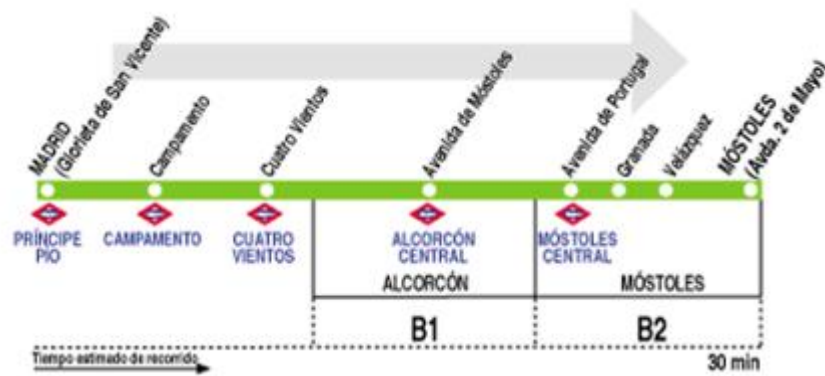 MADRID
(Glorieta de San Vicente)
Campamento
Cuatro Vientos
Avenida de Móstoles
Avenida de Portugal
Granada
Velázquez
MÓSTOLES
(Avda. 2 de Mayo)
PRÍNCIPE
PÍO
CAMPAMENTO
CUATRO
VIENTOS
ALCORCÓN
CENTRAL
MÓSTOLES
CENTRAL
ALCORCÓN
MÓSTOLES
B1
B2
Tiempo estimado de recorrido
30 min